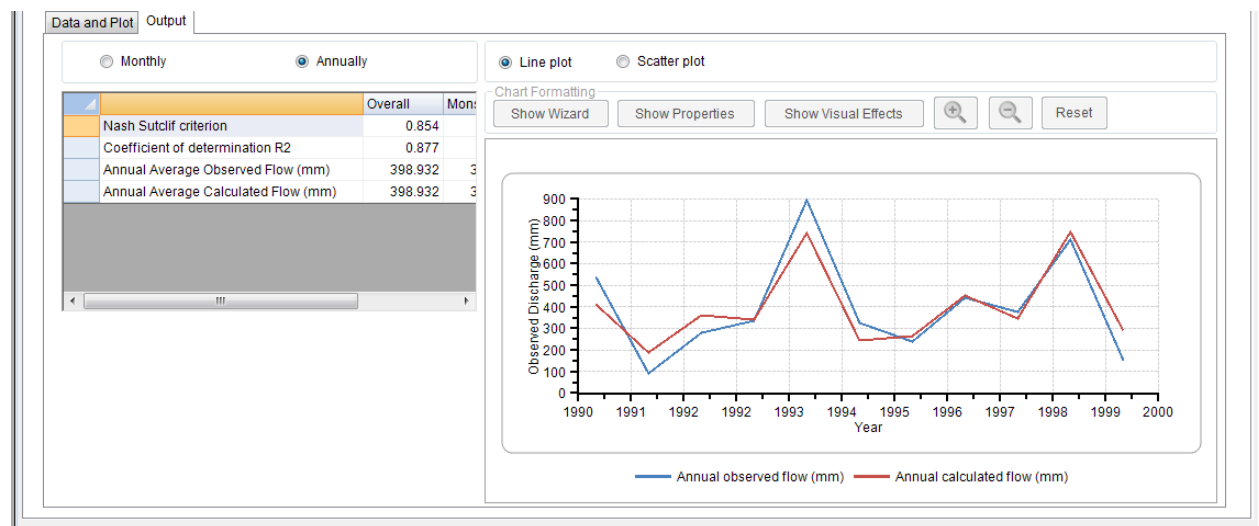 Data and Plot Output
Monthly Annually
Line plot Scatter plot
Overall Mons
Nash Sutclif criterion 0.854
Coefficient of determination R2 0.877
Annual Average Observed Flow (mm) 398.932 3
Annual Average Calculated Flow (mm) 398.932 3
Chart Formatting
Show Wizard Show Properties Show Visual Effects Reset
Observed Discharge (mm)
900
800
700
600
500
400
300
200
100
0
1990 1991 1992 1992 1993 1994 1995 1996 1997 1998 1999 2000
Year
Annual observed flow (mm) Annual calculated flow (mm)